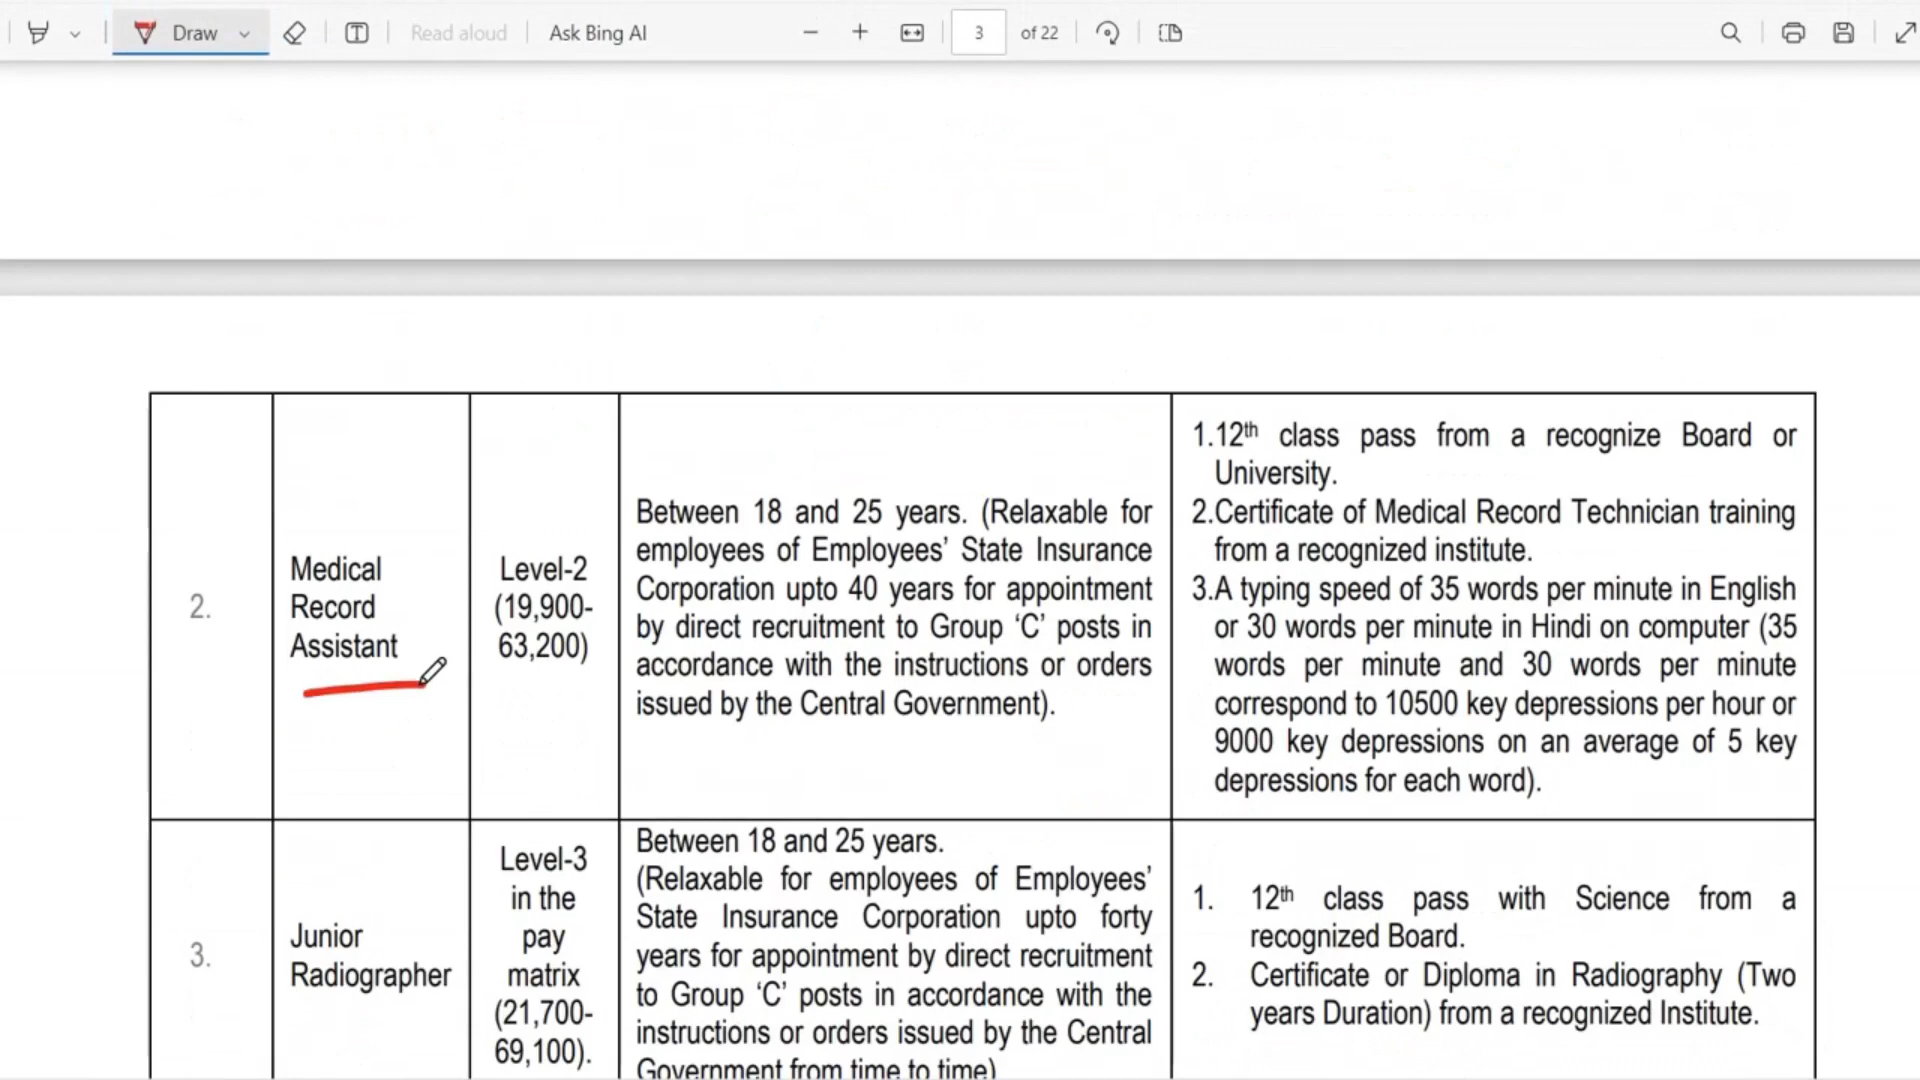 Draw
Read aloud
Ask Bing AI
3
of 22
2.
Medical
Record
Assistant
Level-2
(19,900-
63,200)
Between 18 and 25 years. (Relaxable for
employees of Employees’ State Insurance
Corporation upto 40 years for appointment
by direct recruitment to Group ‘C’ posts in
accordance with the instructions or orders
issued by the Central Government).
1.12th class pass from a recognize Board or
University.
2.Certificate of Medical Record Technician training
from a recognized institute.
3.A typing speed of 35 words per minute in English
or 30 words per minute in Hindi on computer (35
words per minute and 30 words per minute
correspond to 10500 key depressions per hour or
9000 key depressions on an average of 5 key
depressions for each word).
3.
Junior
Radiographer
Level-3
in the
pay
matrix
(21,700-
69,100).
Between 18 and 25 years.
(Relaxable for employees of Employees’
State Insurance Corporation upto forty
years for appointment by direct recruitment
to Group ‘C’ posts in accordance with the
instructions or orders issued by the Central
Government from time to time)
1. 12th class pass with Science from a
recognized Board.
2. Certificate or Diploma in Radiography (Two
years Duration) from a recognized Institute.